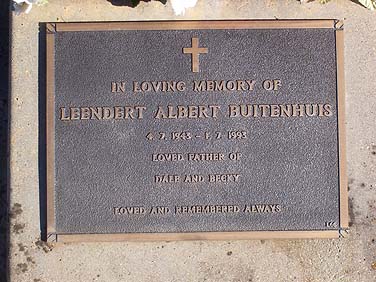 IN LOVING MEMORY OF
LEENDERT ALBERT BUITENHUIS
4. 7. 1943 - 1. 7. 1993
LOVED FATHER OF
DALE AND BECKY
LOVED AND REMEMBERED ALWAYS